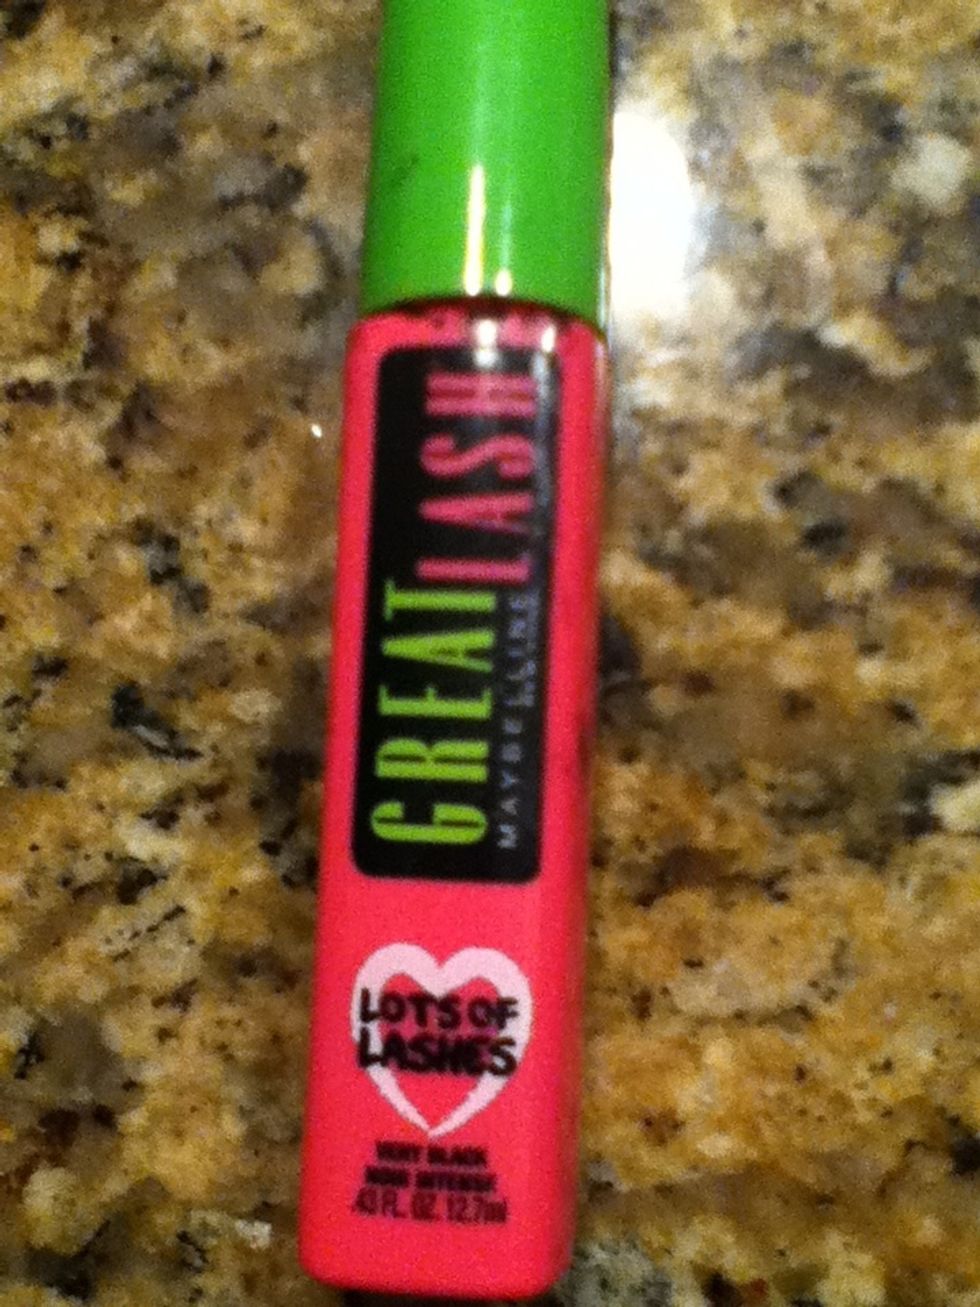 GREAT LASH
MAYBELLINE
LOTS OF
LASHES
VERY BLACK
NOIR INTENSE
.43 FL. OZ. 12.7ml